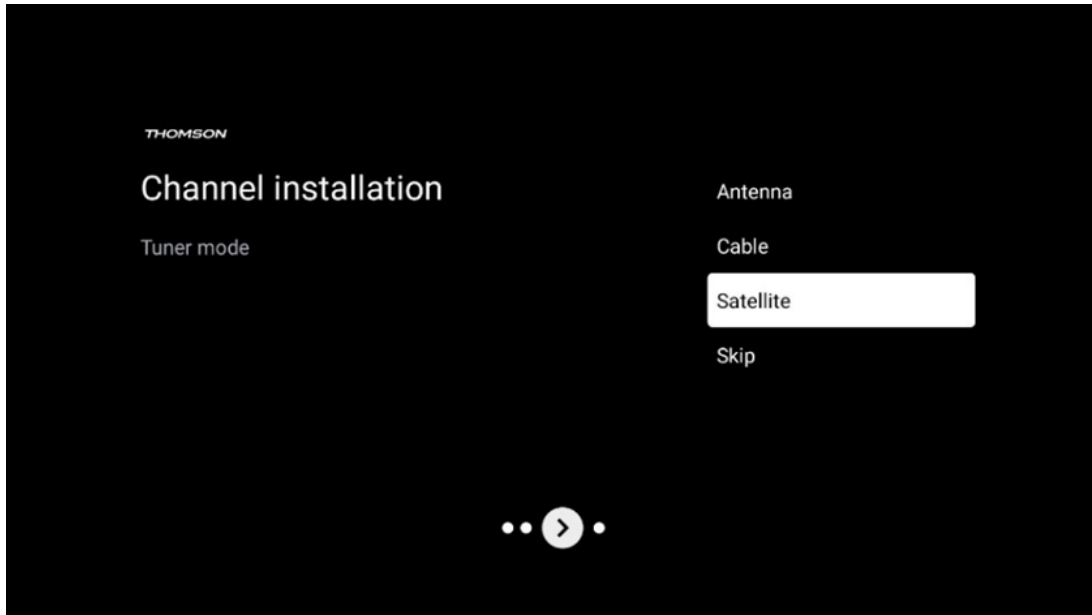 THOMSON
Channel installation
Tuner mode
Antenna
Cable
Satellite
Skip